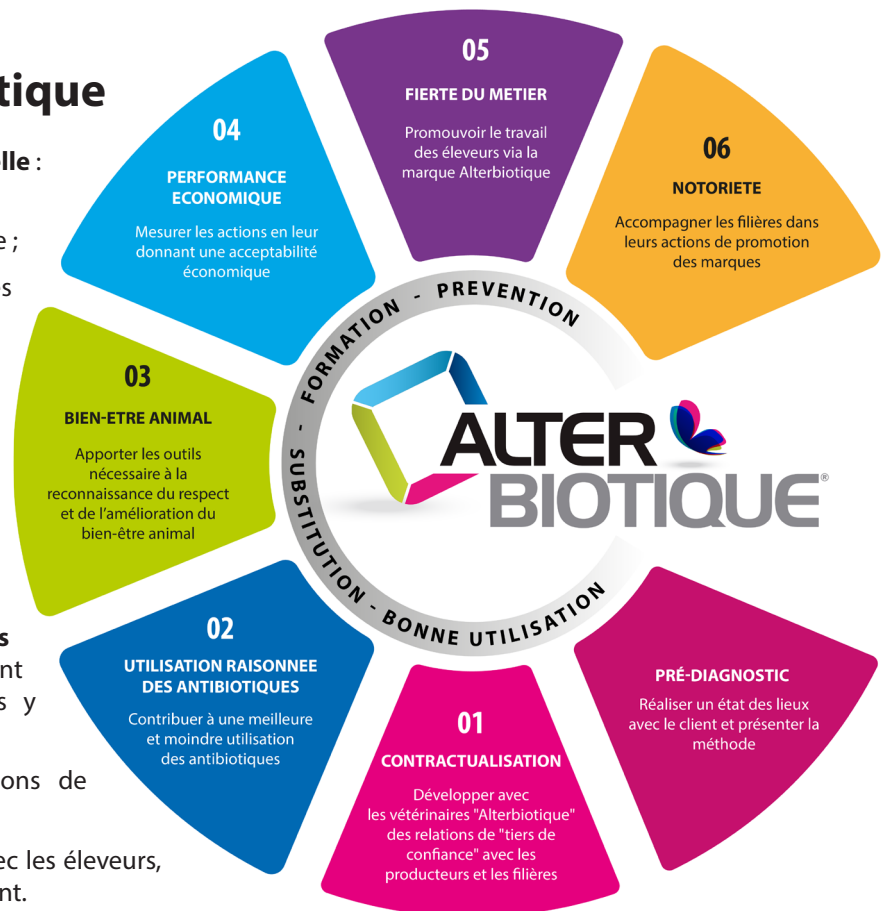 tique
elle :
e ;
es
s
nt
s y
ons de
ec les éleveurs,
nt.
05
FIERTE DU METIER
Promouvoir le travail
des éleveurs via la
marque Alterbiotique
04
PERFORMANCE
ECONOMIQUE
Mesurer les actions en leur
donnant une acceptabilité
économique
06
NOTORIETE
Accompagner les filières dans
leurs actions de promotion
des marques
03
BIEN-ETRE ANIMAL
Apporter les outils
nécessaire à la
reconnaissance du respect
et de l'amélioration du
bien-être animal
SUBSTITUTION - FORMATION - PREVENTION
- BONNE UTILISATION
ALTER
BIOTIQUE®
02
UTILISATION RAISONNEE
DES ANTIBIOTIQUES
Contribuer à une meilleure
et moindre utilisation
des antibiotiques
01
CONTRACTUALISATION
Développer avec
les vétérinaires "Alterbiotique"
des relations de "tiers de
confiance" avec les
producteurs et les filières
PRÉ-DIAGNOSTIC
Réaliser un état des lieux
avec le client et présenter la
méthode